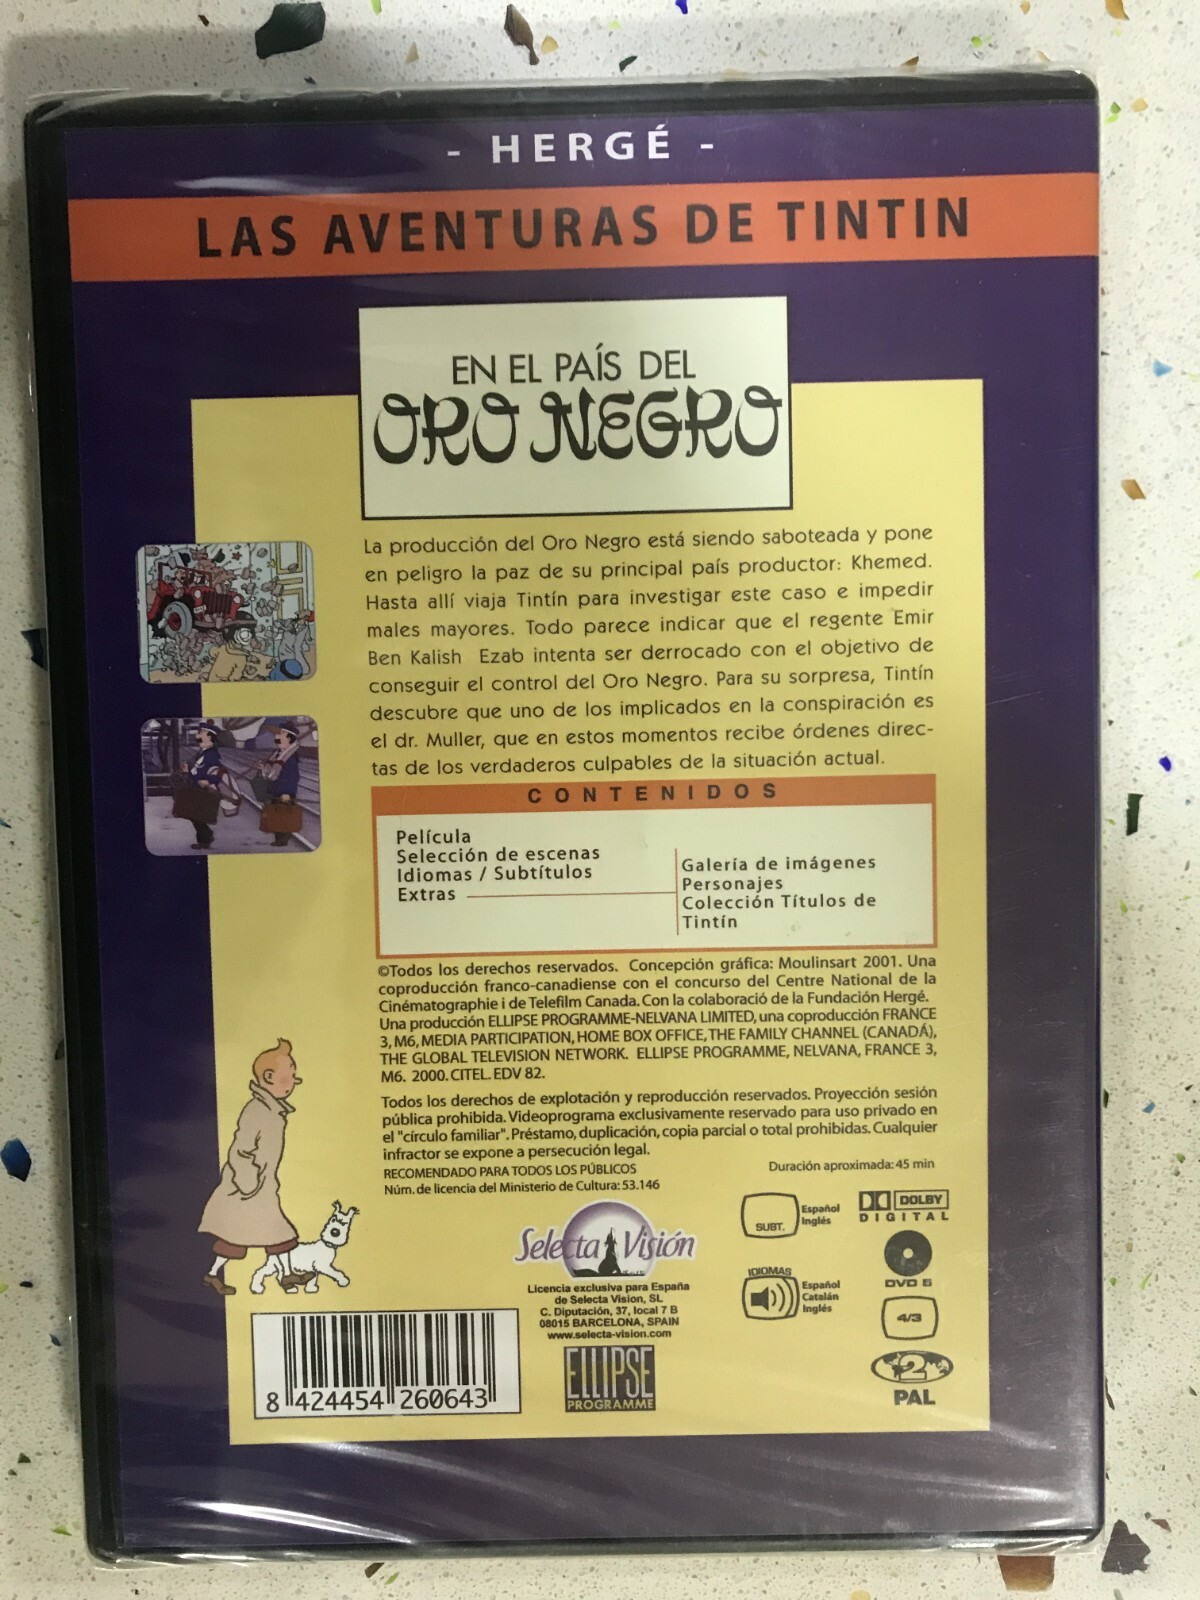 - HERGÉ -
LAS AVENTURAS DE TINTIN
EN EL PAÍS DEL
ORO NEGRO
La producción del Oro Negro está siendo saboteada y pone
en peligro la paz de su principal país productor: Khemed.
Hasta allí viaja Tintín para investigar este caso e impedir
males mayores. Todo parece indicar que el regente Emir
Ben Kalish Ezab intenta ser derrocado con el objetivo de
conseguir el control del Oro Negro. Para su sorpresa, Tintín
descubre que uno de los implicados en la conspiración es
el dr. Muller, que en estos momentos recibe órdenes direc-
tas de los verdaderos culpables de la situación actual.
CONTENIDOS
Película
Selección de escenas
Idiomas / Subtítulos
Extras
Galería de imágenes
Personajes
Colección Títulos de
Tintín
©Todos los derechos reservados. Concepción gráfica: Moulinsart 2001. Una
coproducción franco-canadiense con el concurso del Centre National de la
Cinématographie i de Telefilm Canada. Con la colaboració de la Fundación Hergé.
Una producción ELLIPSE PROGRAMME-NELVANA LIMITED, una coproducción FRANCE
3, M6, MEDIA PARTICIPATION, HOME BOX OFFICE, THE FAMILY CHANNEL (CANADÁ),
THE GLOBAL TELEVISION NETWORK. ELLIPSE PROGRAMME, NELVANA, FRANCE 3,
M6. 2000. CITEL. EDV 82.
Todos los derechos de explotación y reproducción reservados. Proyección sesión
pública prohibida. Videoprograma exclusivamente reservado para uso privado en
el "círculo familiar". Préstamo, duplicación, copia parcial o total prohibidas. Cualquier
infractor se expone a persecución legal.
RECOMENDADO PARA TODOS LOS PÚBLICOS
Duración aproximada: 45 min
Núm. de licencia del Ministerio de Cultura: 53.146
Selecta Visión
Licencia exclusiva para España
de Selecta Vision, SL
C. Diputación, 37, local 7 B
08015 BARCELONA, SPAIN
www.selecta-vision.com
ELLIPSE
PROGRAMME
SUBT.
Español
Inglés
IDIOMAS
Español
Catalán
Inglés
DOLBY
DIGITAL
DVD 5
4/3
2
PAL
8 424454 260643